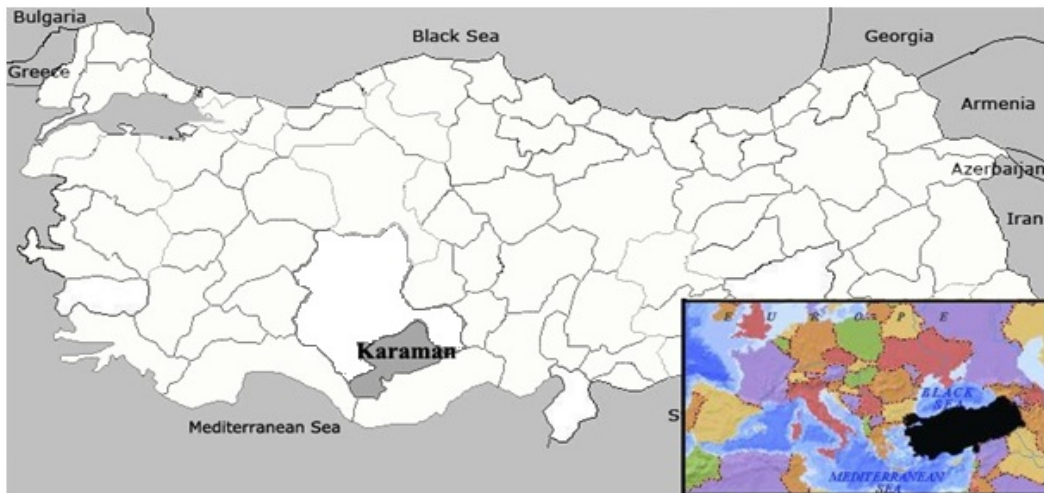 Bulgaria
Black Sea
Georgia
Greece
Armenia
Azerbaijan
Iran
Karaman
Mediterranean Sea
S
E U R O P E
BLACK
SEA
MEDITERRANEAN
SEA